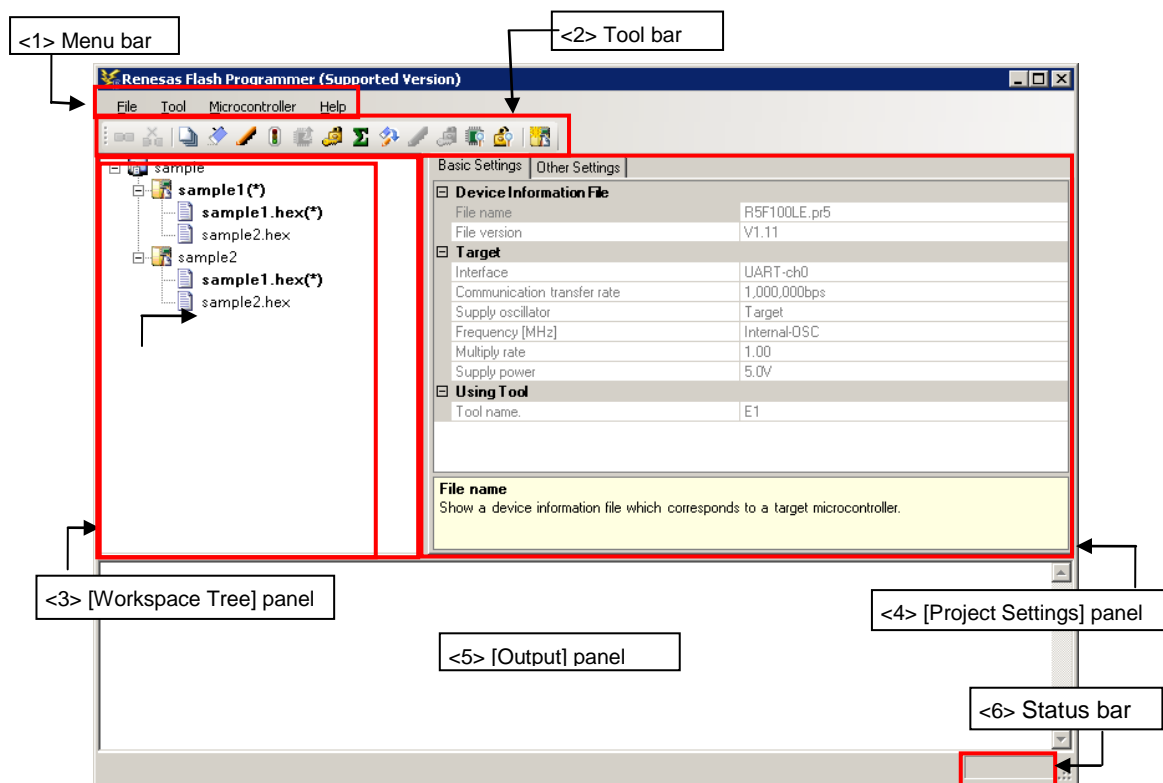 <1> Menu bar
<2> Tool bar
Renesas Flash Programmer (Supported Version)
File Tool Microcontroller Help
sample
sample1(*)
sample1.hex(*)
sample2.hex
sample2
sample1.hex(*)
sample2.hex
Basic Settings Other Settings
Device Information File
File name R5F100LE.pr5
File version V1.11
Target
Interface UART-ch0
Communication transfer rate 1,000,000bps
Supply oscillator Target
Frequency [MHz] Internal-OSC
Multiply rate 1.00
Supply power 5.0V
Using Tool
Tool name. E1
File name
Show a device information file which corresponds to a target microcontroller.
<3> [Workspace Tree] panel
<4> [Project Settings] panel
<5> [Output] panel
<6> Status bar